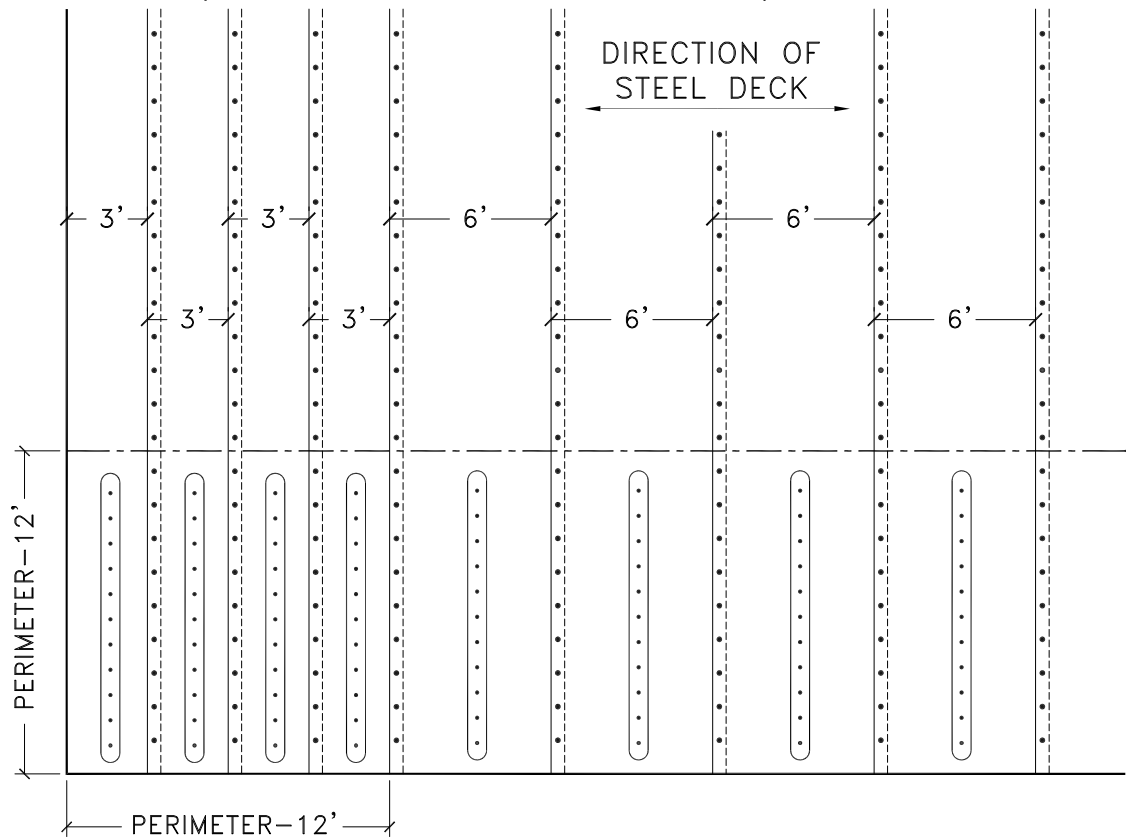 DIRECTION OF
STEEL DECK
3'
3'
6'
6'
3'
3'
6'
6'
PERIMETER-12'
PERIMETER-12'